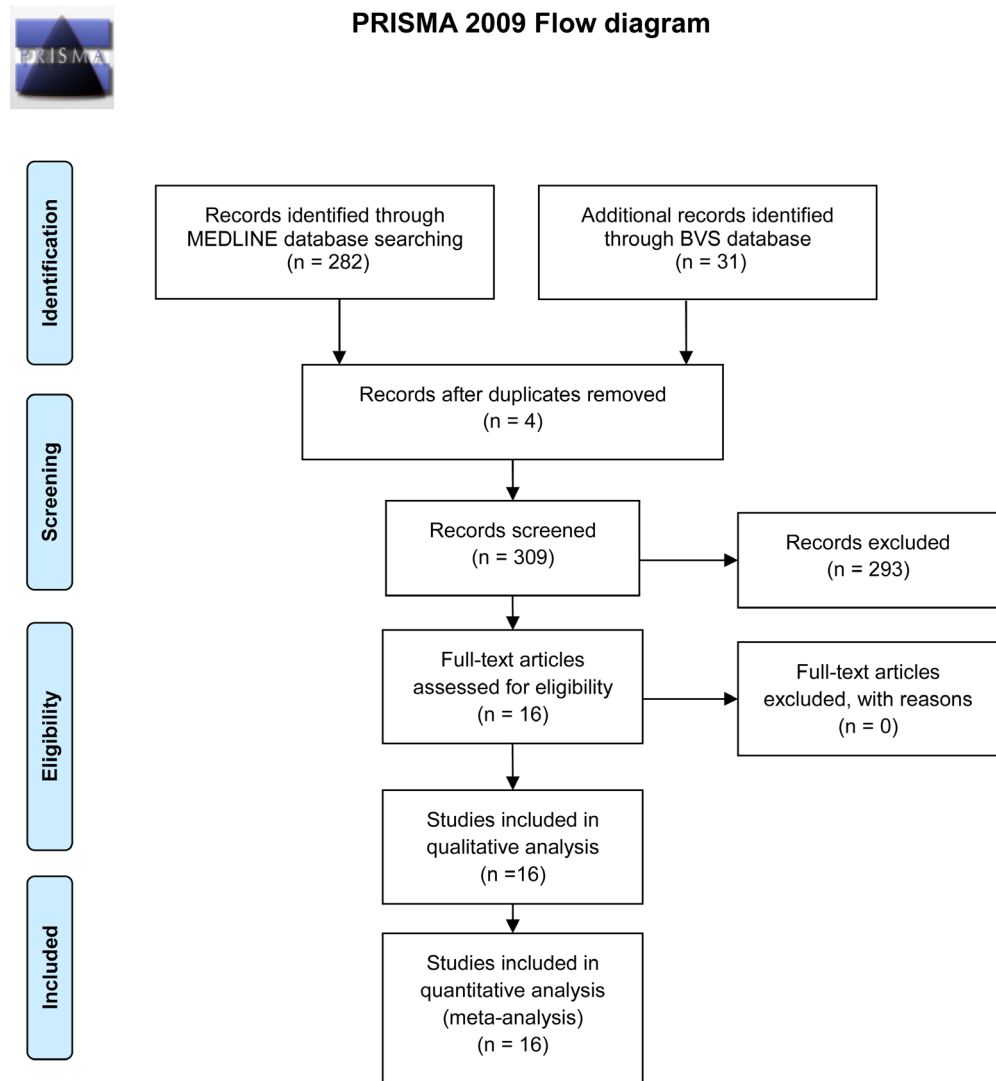 PRISMA 2009 Flow diagram
PRISMA
Identification
Records identified through
MEDLINE database searching
(n = 282)
Additional records identified
through BVS database
(n = 31)
Records after duplicates removed
(n = 4)
Screening
Records screened
(n = 309)
Records excluded
(n = 293)
Eligibility
Full-text articles
assessed for eligibility
(n = 16)
Full-text articles
excluded, with reasons
(n = 0)
Studies included in
qualitative analysis
(n =16)
Included
Studies included in
quantitative analysis
(meta-analysis)
(n = 16)